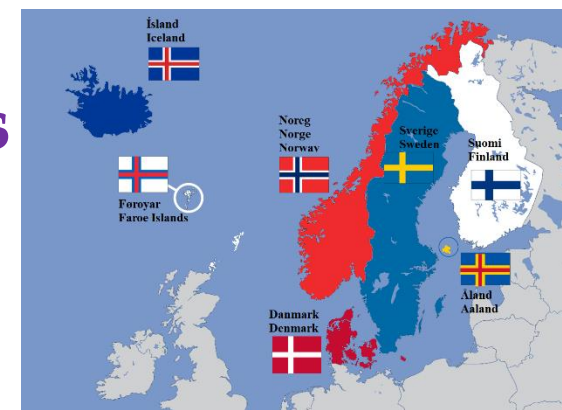 s
Ísland
Iceland
Noreg
Norge
Norway
Sverige
Sweden
Suomi
Finland
Føroyar
Faroe Islands
Åland
Aaland
Danmark
Denmark